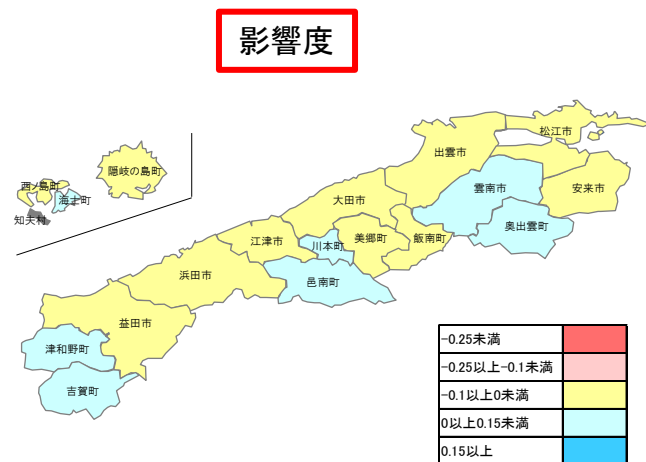 影響度
松江市
出雲市
隠岐の島町
西ノ島町
海士町
知夫村
雲南市
安来市
大田市
奥出雲町
江津市
川本町
美郷町
飯南町
浜田市
邑南町
益田市
津和野町
吉賀町
-0.25未満
-0.25以上-0.1未満
-0.1以上0未満
0以上0.15未満
0.15以上